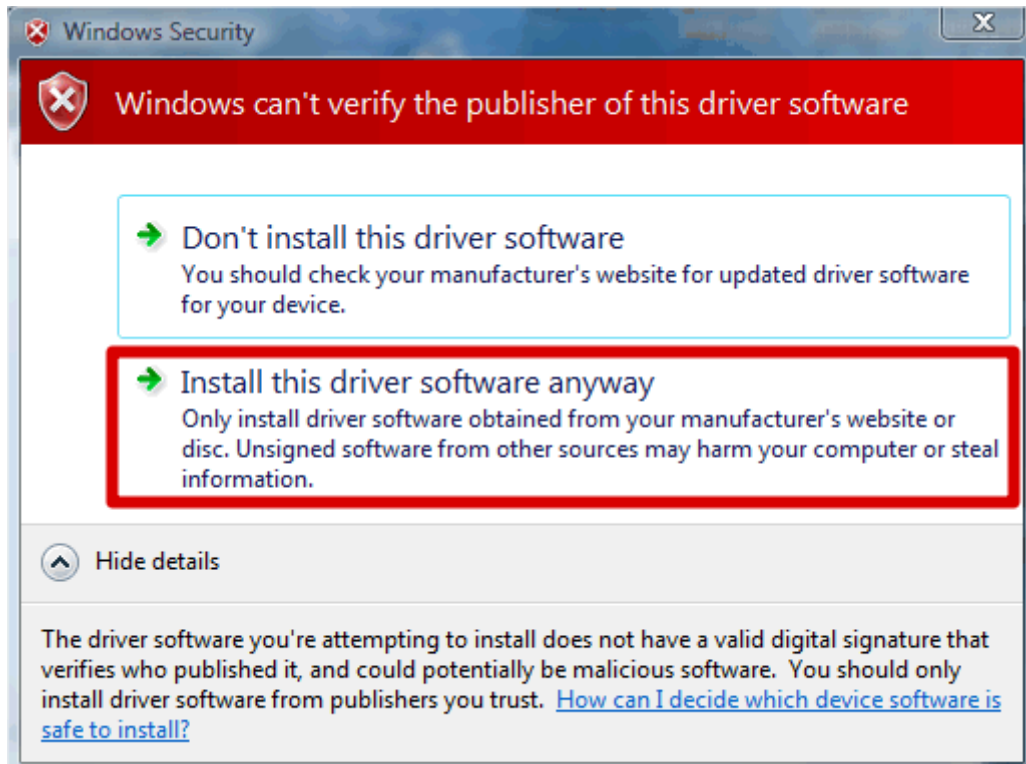 Windows Security
Windows can't verify the publisher of this driver software
Don't install this driver software
You should check your manufacturer's website for updated driver software
for your device.
Install this driver software anyway
Only install driver software obtained from your manufacturer's website or
disc. Unsigned software from other sources may harm your computer or steal
information.
Hide details
The driver software you're attempting to install does not have a valid digital signature that
verifies who published it, and could potentially be malicious software.  You should only
install driver software from publishers you trust.  How can I decide which device software is
safe to install?